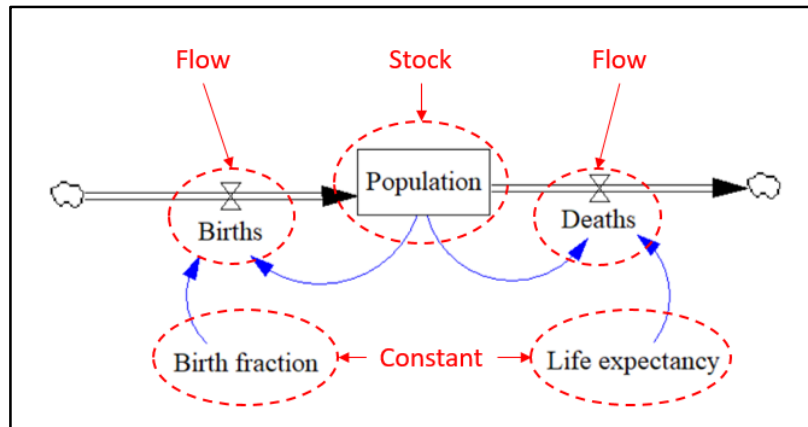 Flow
Stock
Flow
Population
Births
Deaths
Birth fraction
Constant
Life expectancy